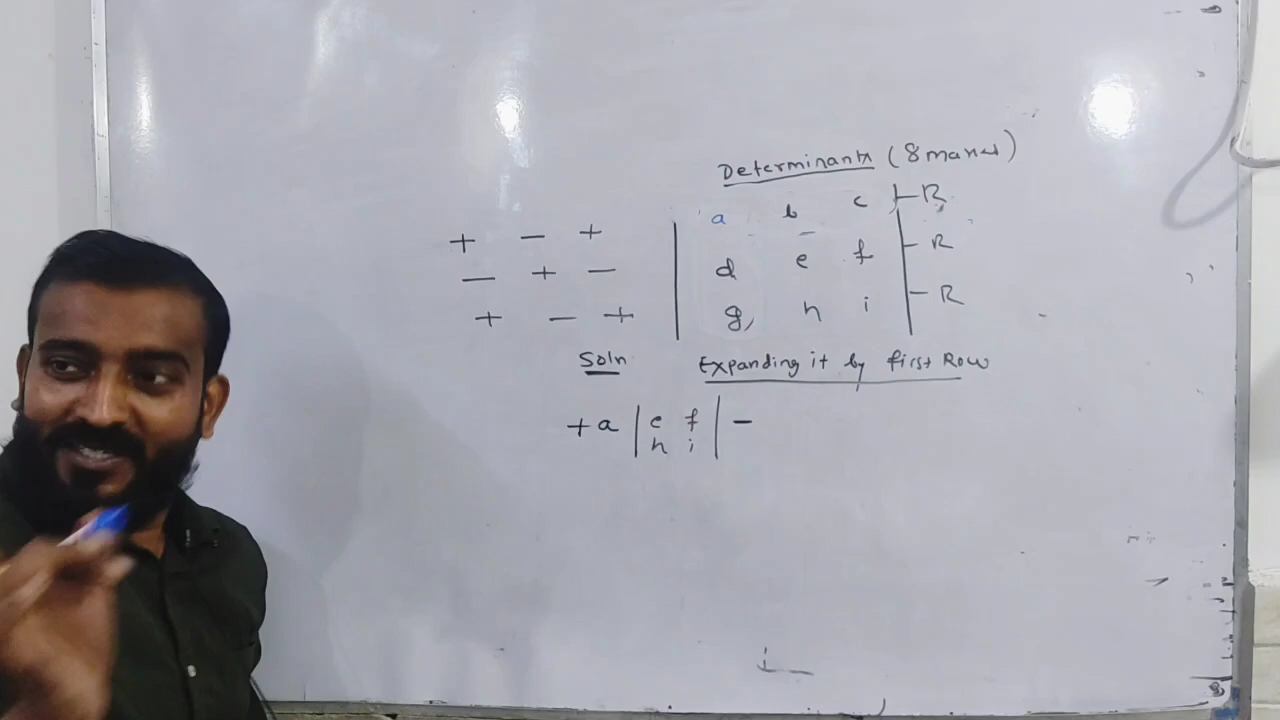 Determinants (8 marks)
a b c R
+ - + 
d e f R
- + -
g h i R
+ - +
Soln Expanding it by first Row
+a | e f | -
h i